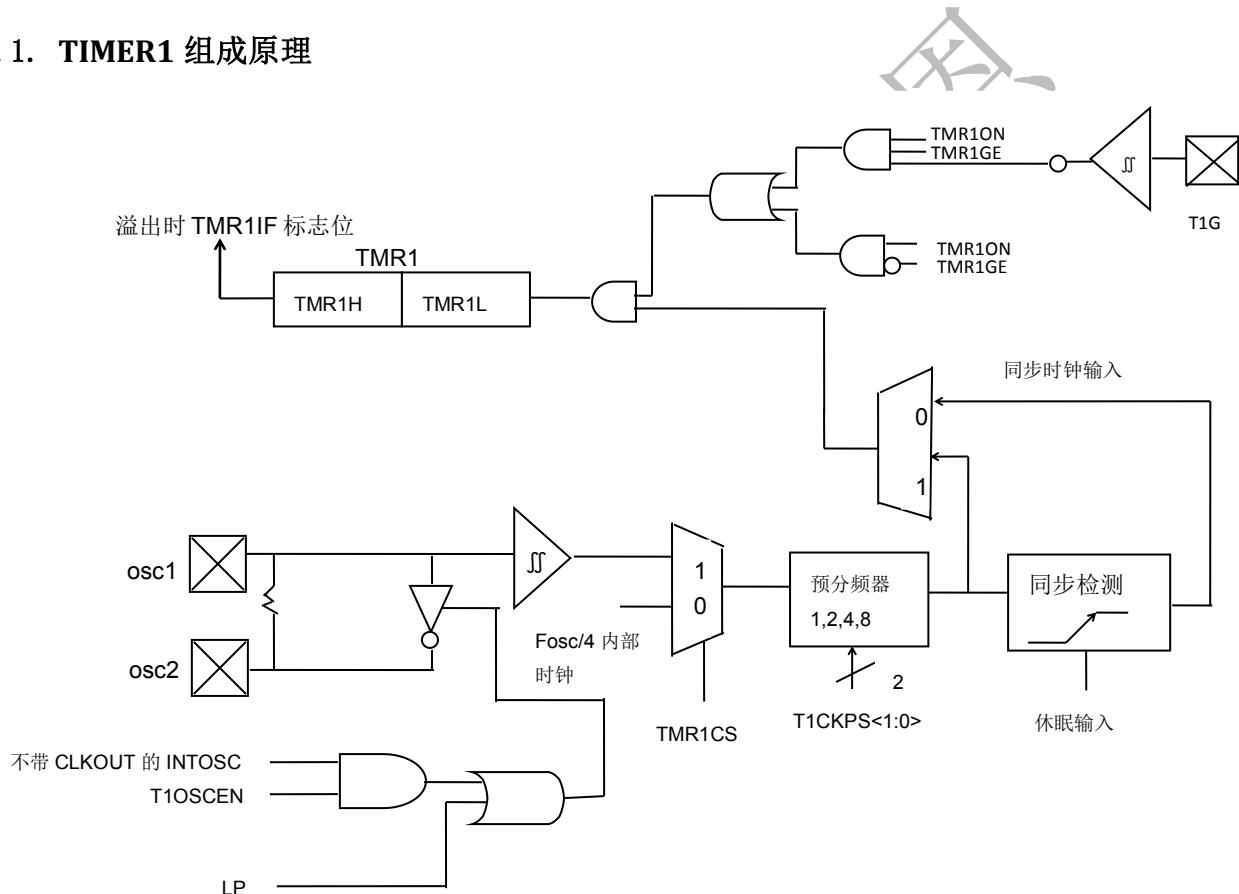 1. TIMER1 组成原理
TMR1ON
TMR1GE
∫∫
T1G
溢出时 TMR1IF 标志位
TMR1
TMR1ON
TMR1GE
TMR1H
TMR1L
同步时钟输入
0
1
osc1
∫∫
1
0
预分频器
1,2,4,8
同步检测
osc2
Fosc/4 内部
时钟
2
TMR1CS
T1CKPS<1:0>
休眠输入
不带 CLKOUT 的 INTOSC
T1OSCEN
LP